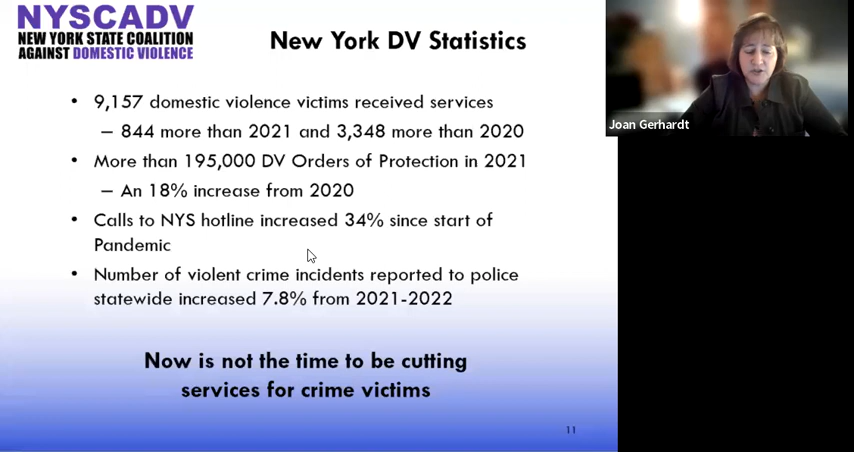 NYSCADV
NEW YORK STATE COALITION
AGAINST DOMESTIC VIOLENCE
New York DV Statistics
• 9,157 domestic violence victims received services
– 844 more than 2021 and 3,348 more than 2020
• More than 195,000 DV Orders of Protection in 2021
– An 18% increase from 2020
• Calls to NYS hotline increased 34% since start of
Pandemic
• Number of violent crime incidents reported to police
statewide increased 7.8% from 2021-2022
Now is not the time to be cutting
services for crime victims
11
Joan Gerhardt